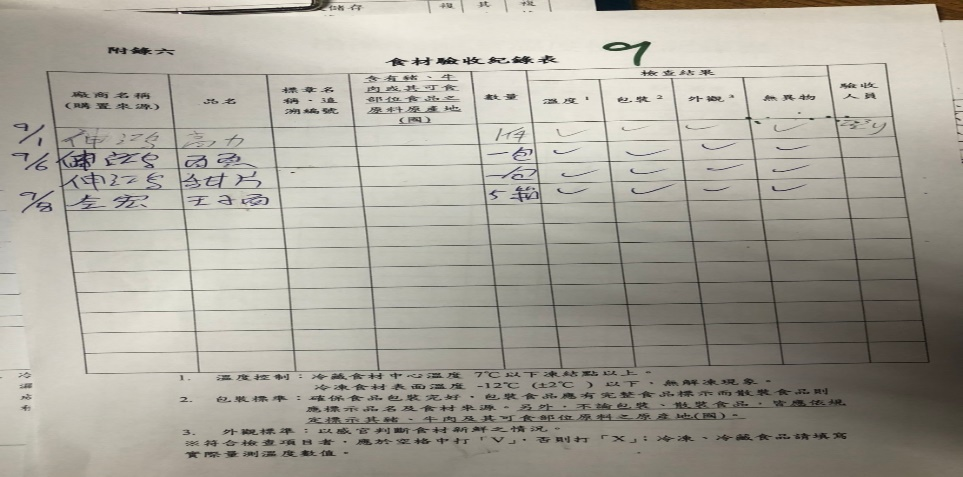 儲存 複 其 複
附錄六
食材驗收紀錄表 9
廠商名稱(購置來源) 品名 標章名稱、追溯編號 含有豬、牛肉或其可食部位食品之原料原產地(國) 數量 檢查結果 驗收人員
溫度¹ 包裝² 外觀³ 無異物
9/1 高力 1件 ✓ ✓ ✓ ✓
9/6 一包 ✓ ✓ ✓ ✓
片 一包 ✓ ✓ ✓ ✓
9/8 左宏 王子面 5箱 ✓ ✓ ✓ ✓
1. 溫度控制：冷藏食材中心溫度 7℃以下凍結點以上。
冷凍食材表面溫度 -12℃ (±2℃ ) 以下、無解凍現象。
2. 包裝標準：確保食品包裝完好，包裝食品應有完整食品標示而散裝食品則
應標示品名及食材來源。另外，不論包裝、散裝食品，皆應依規
定標示其豬、牛肉及其可食部位原料之原產地(國)。
3. 外觀標準：以感官判斷食材新鮮之情況。
※符合檢查項目者，應於空格中打「V」，否則打「X」；冷凍、冷藏食品請填寫
實際量測溫度數值。